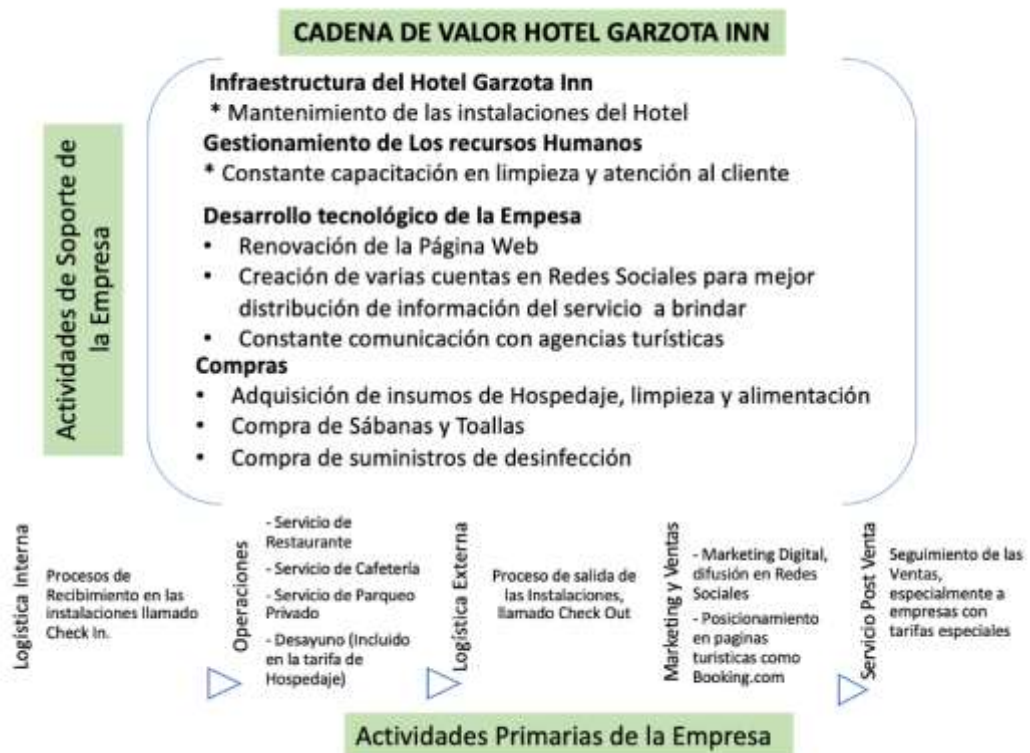 CADENA DE VALOR HOTEL GARZOTA INN
Actividades de Soporte de
la Empresa
Infraestructura del Hotel Garzota Inn
* Mantenimiento de las instalaciones del Hotel
Gestionamiento de Los recursos Humanos
* Constante capacitación en limpieza y atención al cliente
Desarrollo tecnológico de la Empesa
• Renovación de la Página Web
• Creación de varias cuentas en Redes Sociales para mejor
distribución de información del servicio a brindar
• Constante comunicación con agencias turísticas
Compras
• Adquisición de insumos de Hospedaje, limpieza y alimentación
• Compra de Sábanas y Toallas
• Compra de suministros de desinfección
Logística Interna
Procesos de
Recibimiento en las
instalaciones llamado
Check In.
Operaciones
- Servicio de
Restaurante
- Servicio de Cafetería
- Servicio de Parqueo
Privado
- Desayuno (Incluido
en la tarifa de
Hospedaje)
Logística Externa
Proceso de salida de
las Instalaciones,
llamado Check Out
Marketing y Ventas
- Marketing Digital,
difusión en Redes
Sociales
- Posicionamiento
en paginas
turisticas como
Booking.com
Servicio Post Venta
Seguimiento de las
Ventas,
especialmente a
empresas con
tarifas especiales
Actividades Primarias de la Empresa